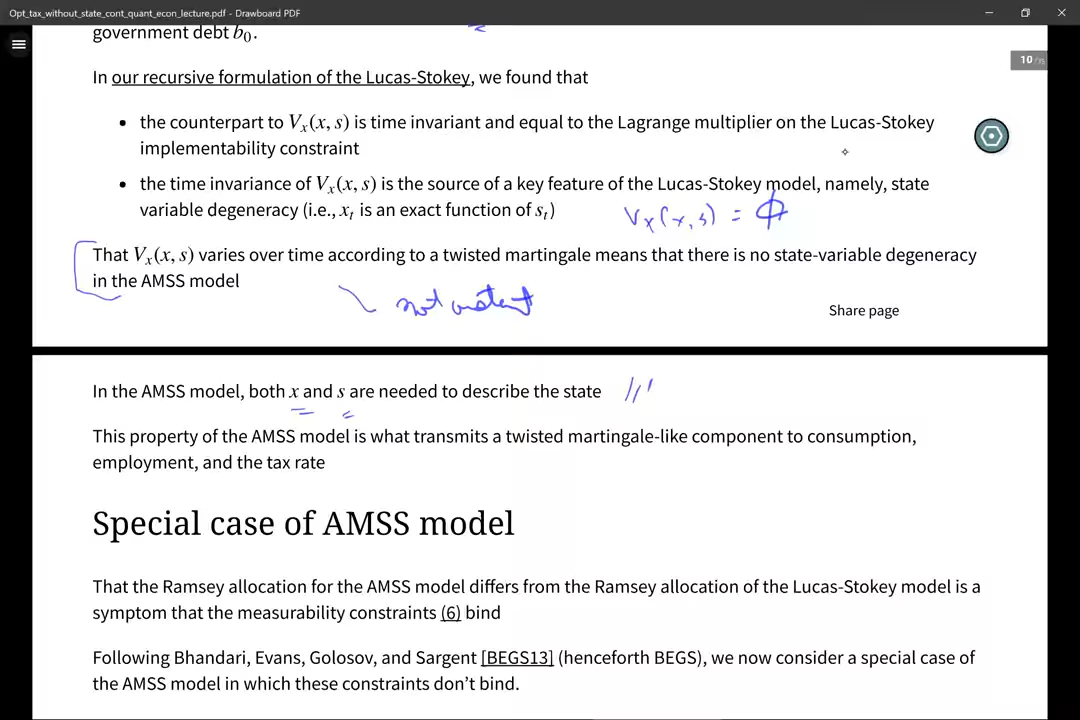 Opt_tax_without_state_cont_quant_econ_lecture.pdf - Drawboard PDF
government debt b₀.
10 /15
In our recursive formulation of the Lucas-Stokey, we found that
• the counterpart to Vₓ(x, s) is time invariant and equal to the Lagrange multiplier on the Lucas-Stokey
implementability constraint
• the time invariance of Vₓ(x, s) is the source of a key feature of the Lucas-Stokey model, namely, state
variable degeneracy (i.e., xₜ is an exact function of sₜ)
Vₓ(x, s) = Φ
That Vₓ(x, s) varies over time according to a twisted martingale means that there is no state-variable degeneracy
in the AMSS model
not
Share page
In the AMSS model, both x and s are needed to describe the state
This property of the AMSS model is what transmits a twisted martingale-like component to consumption,
employment, and the tax rate
Special case of AMSS model
That the Ramsey allocation for the AMSS model differs from the Ramsey allocation of the Lucas-Stokey model is a
symptom that the measurability constraints (6) bind
Following Bhandari, Evans, Golosov, and Sargent [BEGS13] (henceforth BEGS), we now consider a special case of
the AMSS model in which these constraints don't bind.